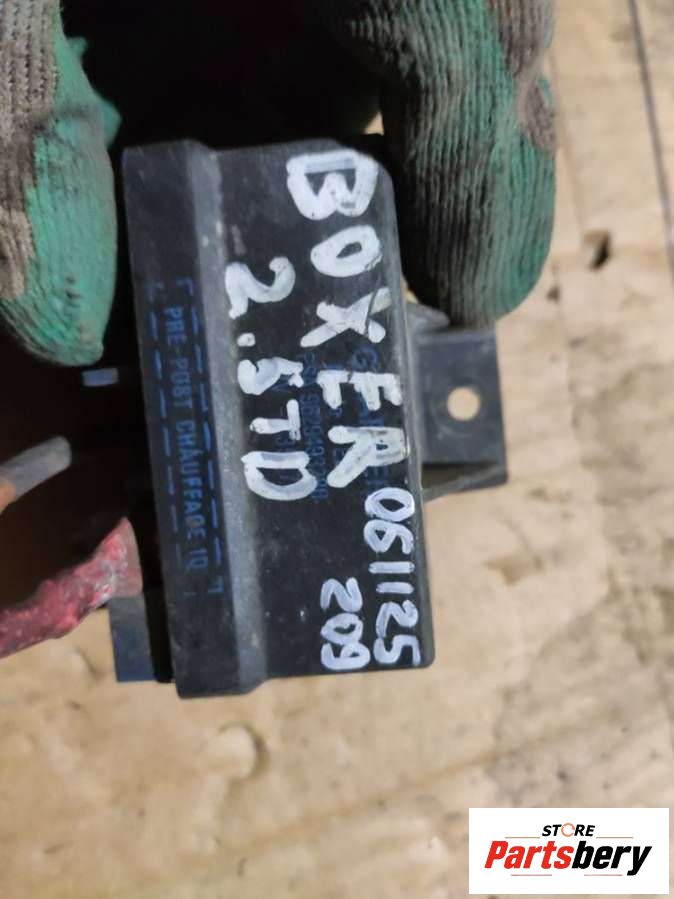 BOXER
2.5TD
061125
209
PRE-POST CHAUFFAGE 10
STORE
Partsbery